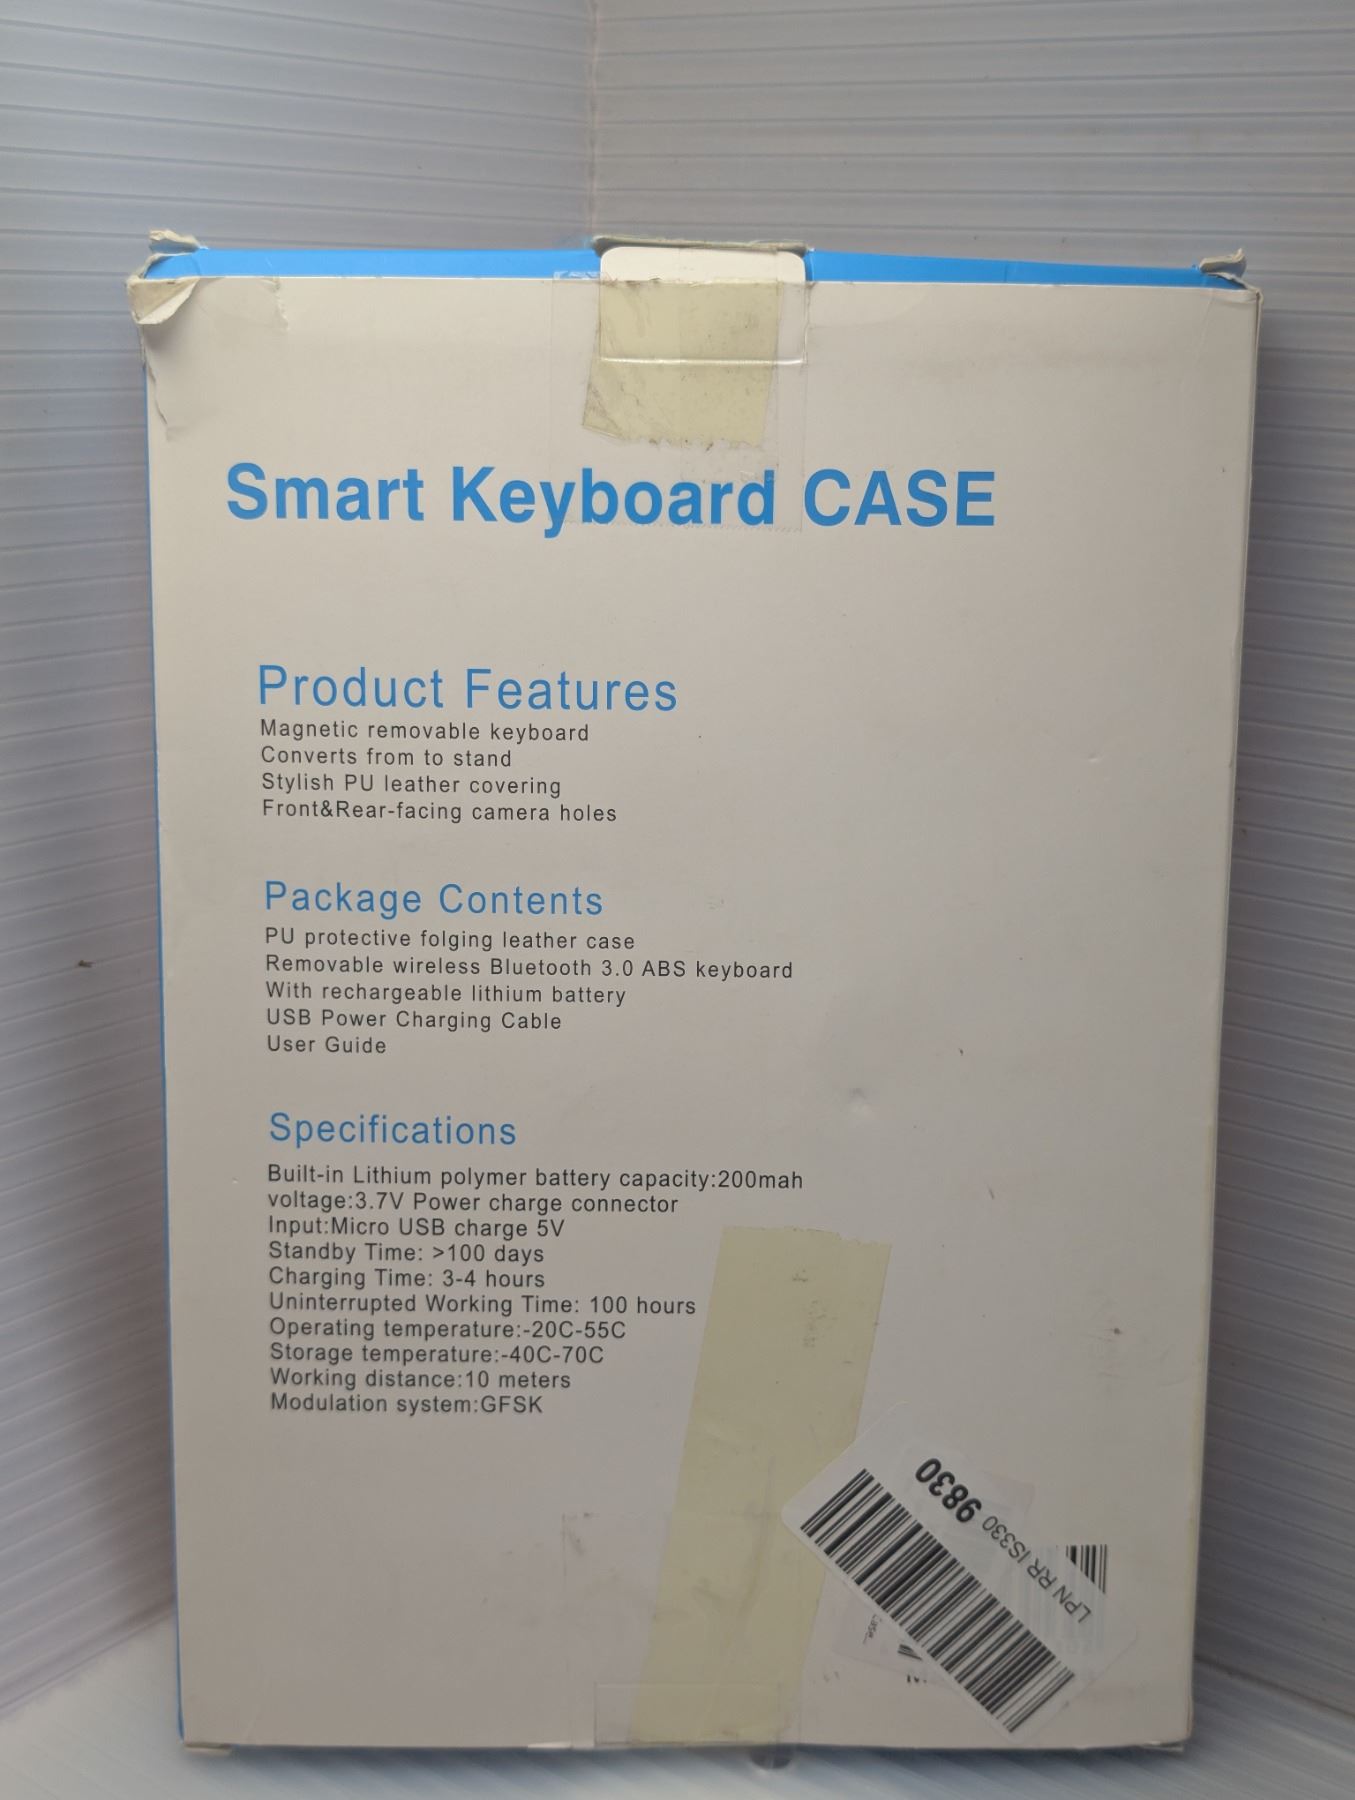 Smart Keyboard CASE
Product Features
Magnetic removable keyboard
Converts from to stand
Stylish PU leather covering
Front&Rear-facing camera holes
Package Contents
PU protective folging leather case
Removable wireless Bluetooth 3.0 ABS keyboard
With rechargeable lithium battery
USB Power Charging Cable
User Guide
Specifications
Built-in Lithium polymer battery capacity:200mah
voltage:3.7V Power charge connector
Input:Micro USB charge 5V
Standby Time: >100 days
Charging Time: 3-4 hours
Uninterrupted Working Time: 100 hours
Operating temperature:-20C-55C
Storage temperature:-40C-70C
Working distance:10 meters
Modulation system:GFSK
LPN RR IS330 9830